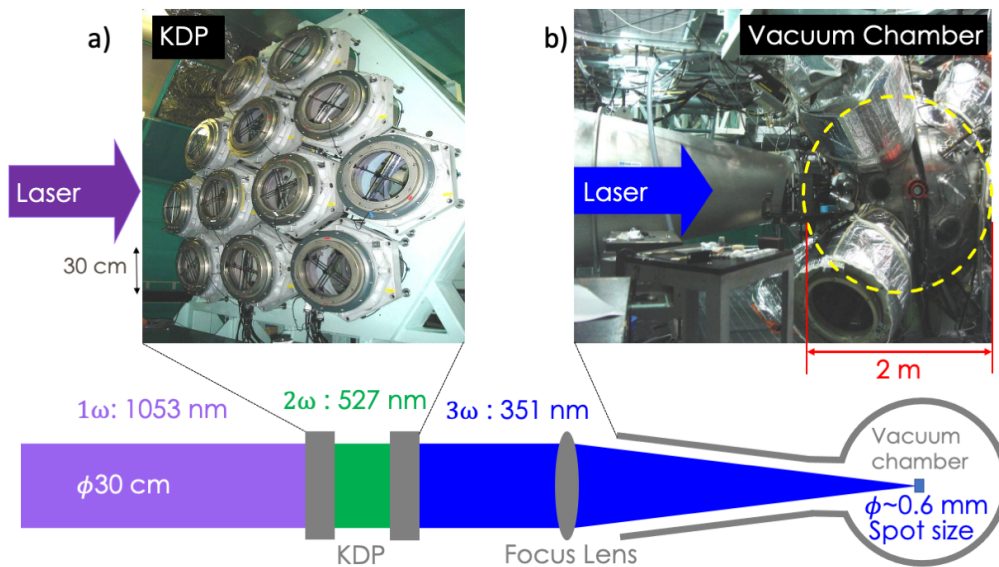 a)
KDP
b)
Vacuum Chamber
Laser
Laser
30 cm
2 m
1ω: 1053 nm
2ω : 527 nm
3ω : 351 nm
Vacuum
chamber
ϕ30 cm
ϕ~0.6 mm
Spot size
KDP
Focus Lens